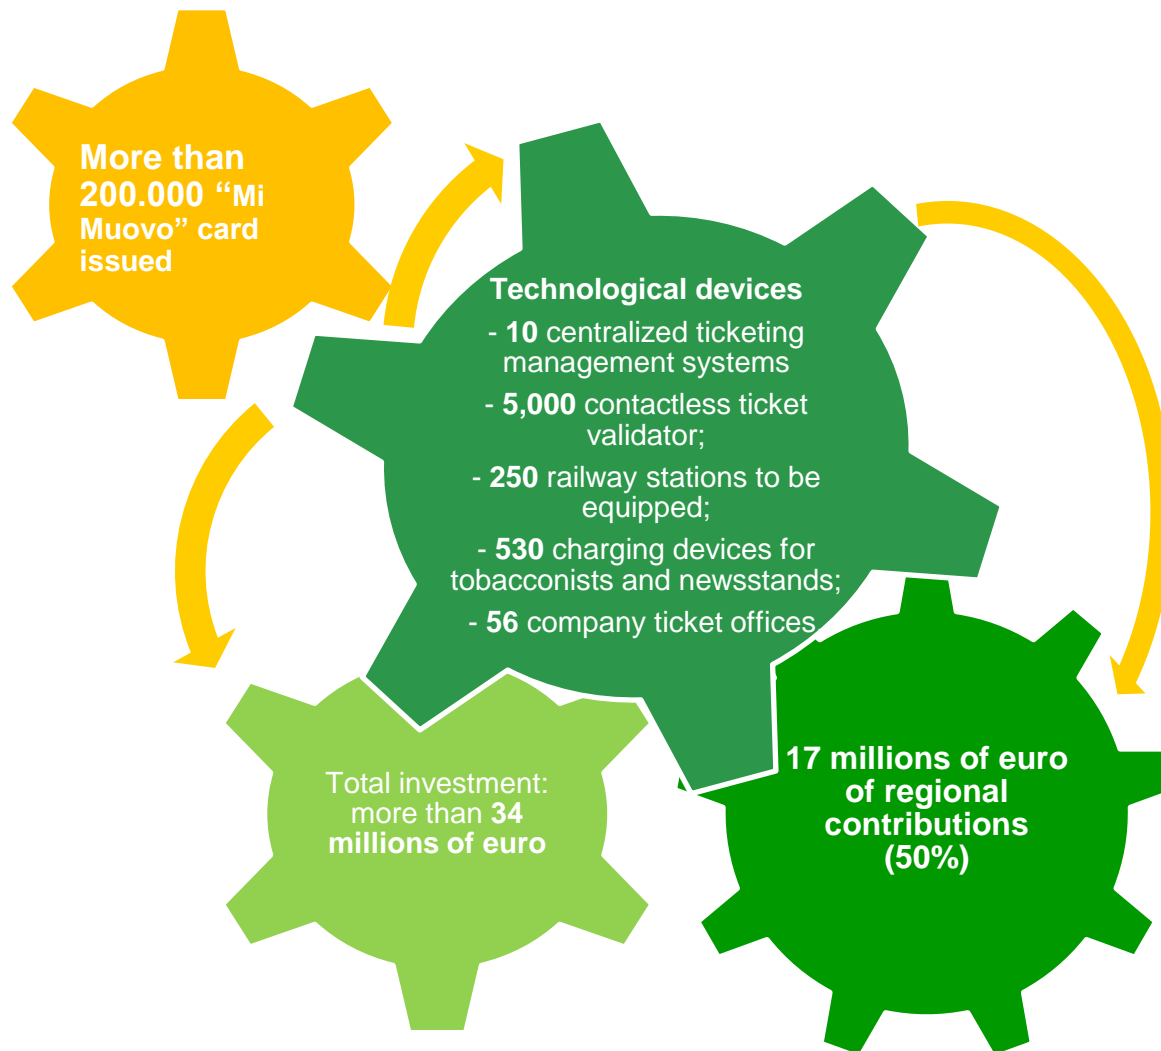 More than
200.000 “Mi
Muovo” card
issued
Technological devices
- 10 centralized ticketing
management systems
- 5,000 contactless ticket
validator;
- 250 railway stations to be
equipped;
- 530 charging devices for
tobacconists and newsstands;
- 56 company ticket offices
Total investment:
more than 34
millions of euro
17 millions of euro
of regional
contributions
(50%)